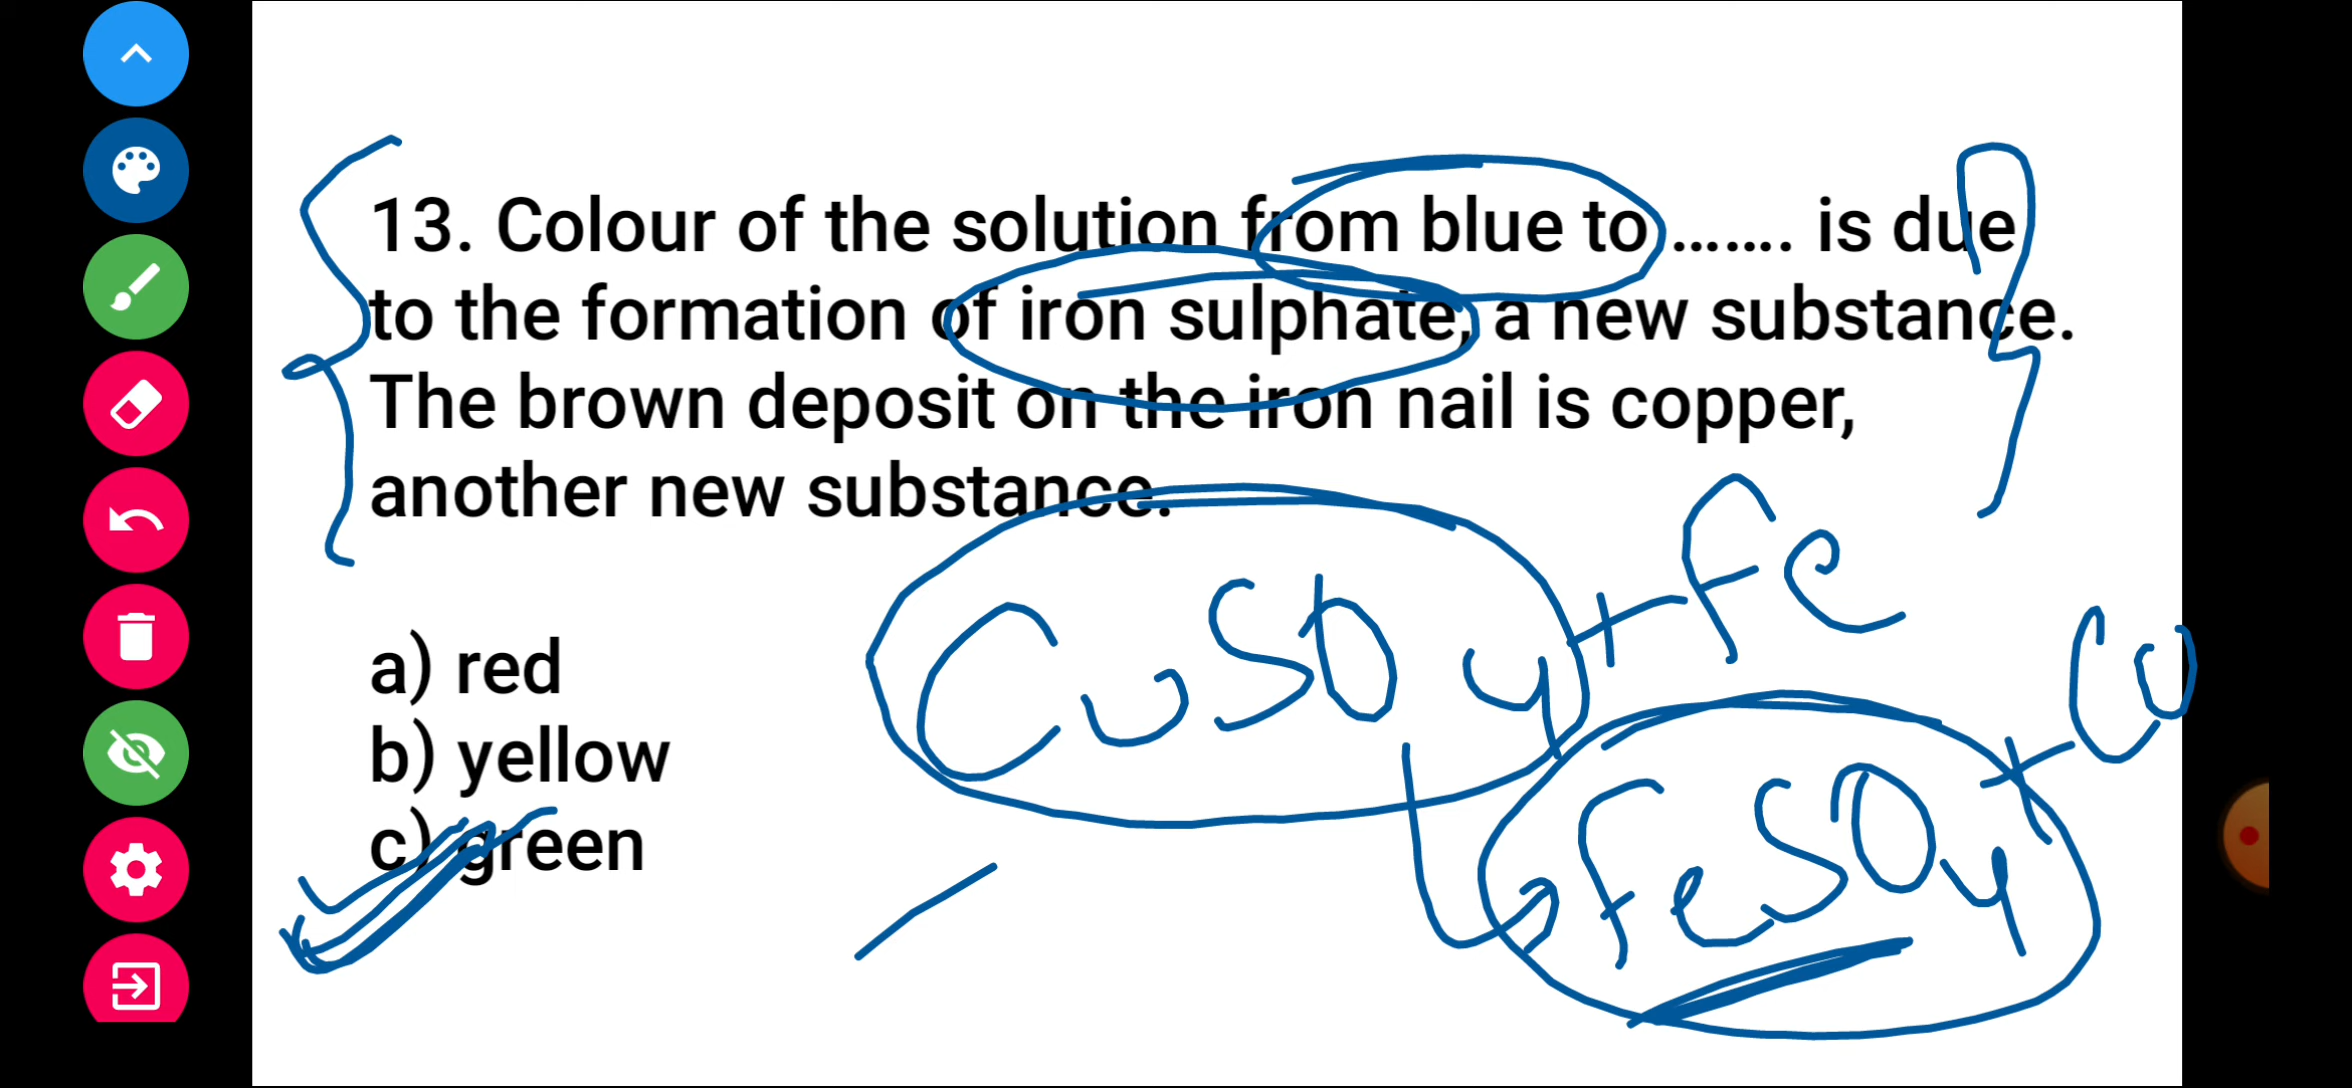 13. Colour of the solution from blue to ....... is due
to the formation of iron sulphate, a new substance.
The brown deposit on the iron nail is copper,
another new substance.
CuSO4 + Fe
a) red
b) yellow
FeSO4 + Cu
c) green